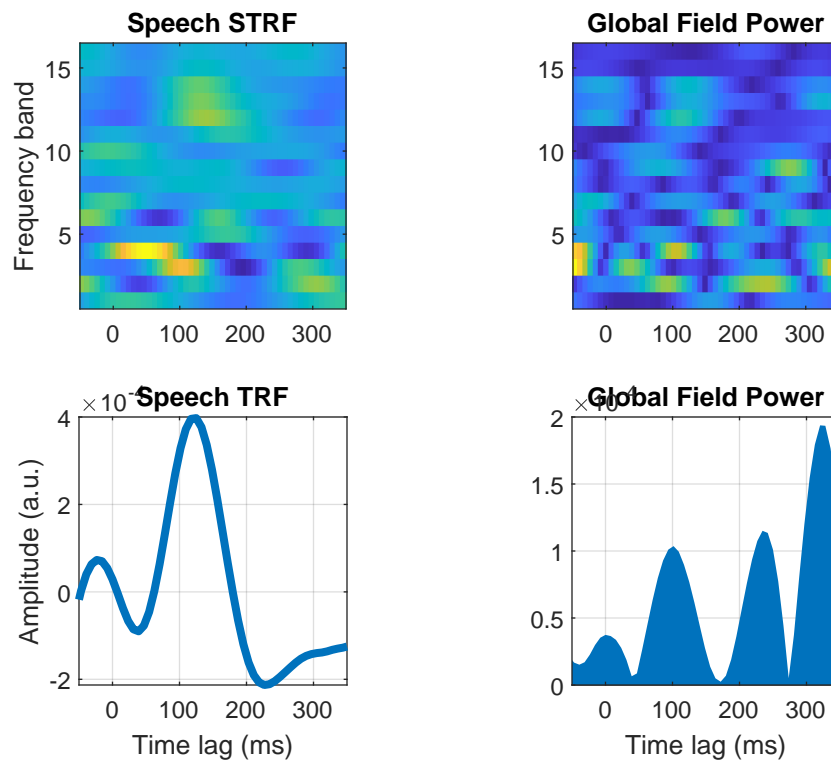 Speech STRF
Global Field Power
Frequency band
15
10
5
0 100 200 300
15
10
5
0 100 200 300
× 10⁻⁴
Speech TRF
Global Field Power
Amplitude (a.u.)
4
2
0
-2
0 100 200 300
Time lag (ms)
2
1.5
1
0.5
0
0 100 200 300
Time lag (ms)